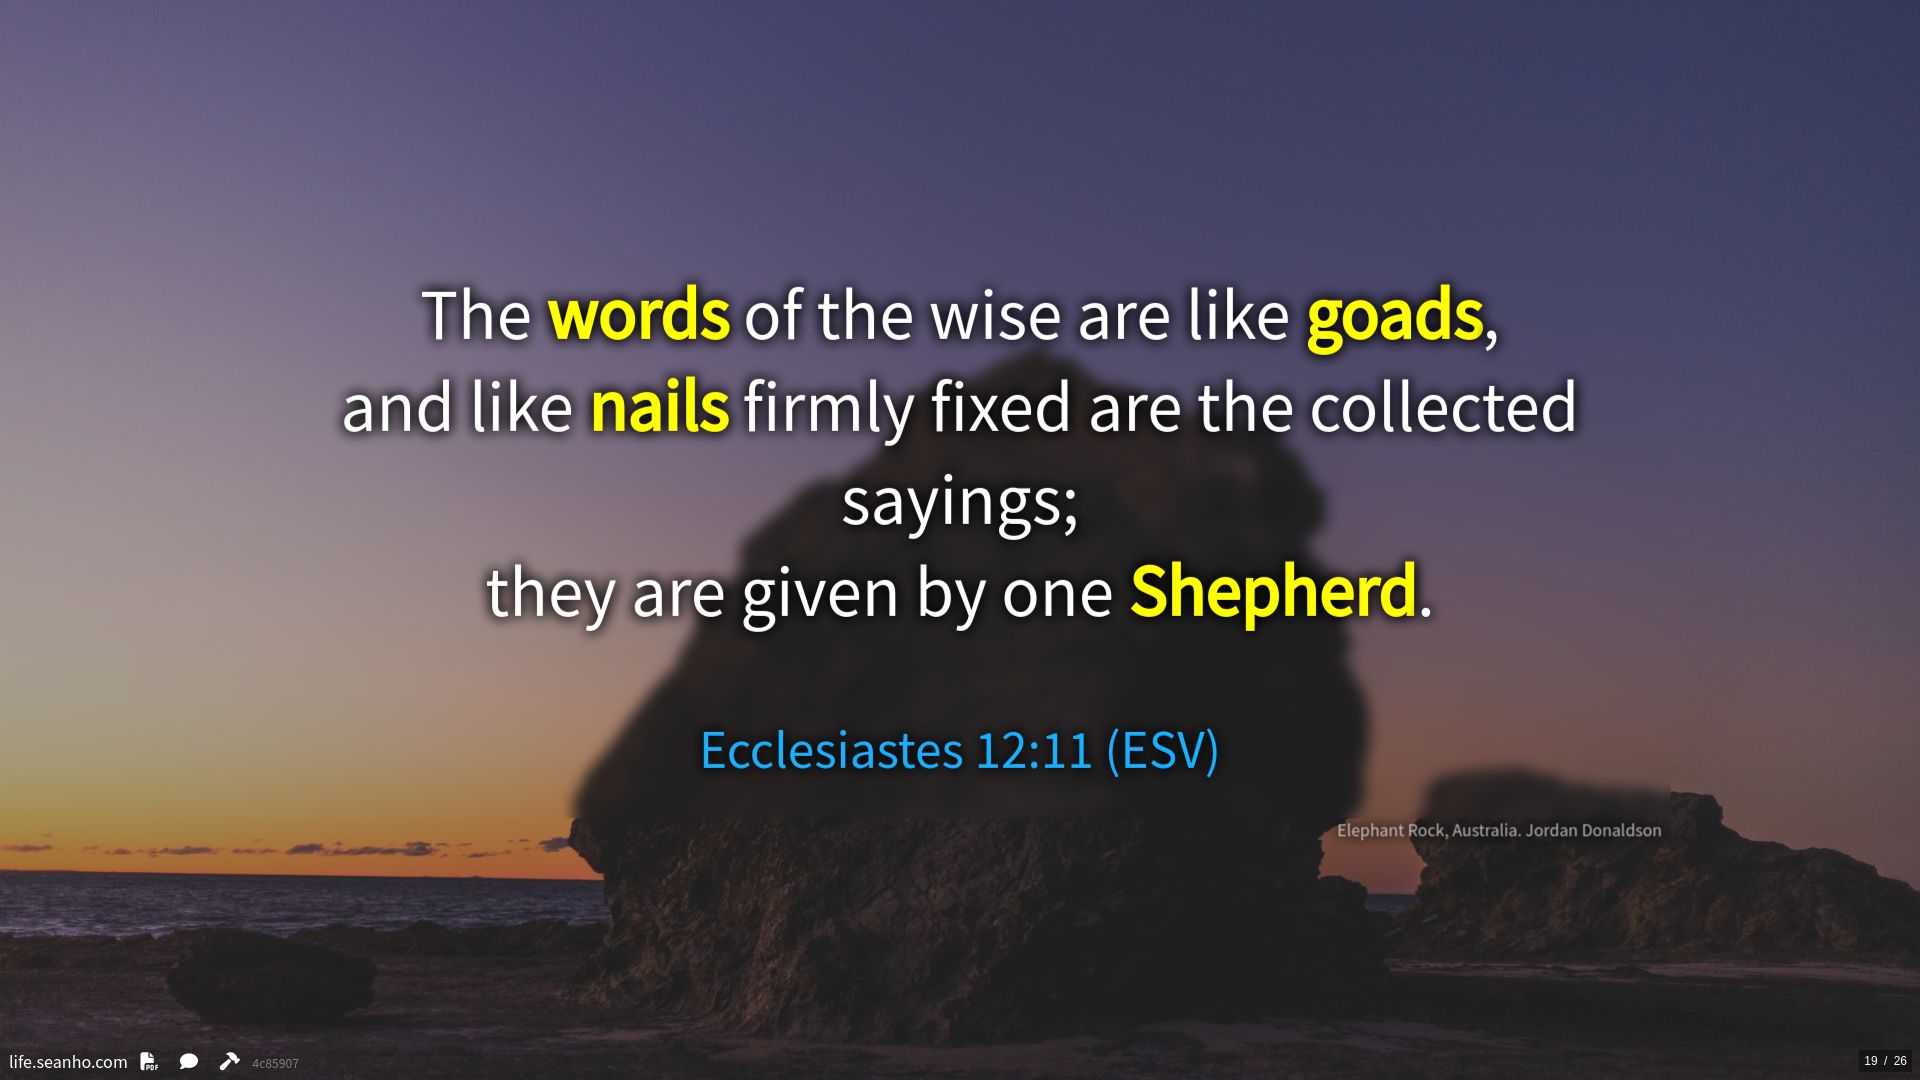 The words of the wise are like goads,
and like nails firmly fixed are the collected
sayings;
they are given by one Shepherd.
Ecclesiastes 12:11 (ESV)
Elephant Rock, Australia. Jordan Donaldson
life.seanho.com PDF 4c85907
19 / 26